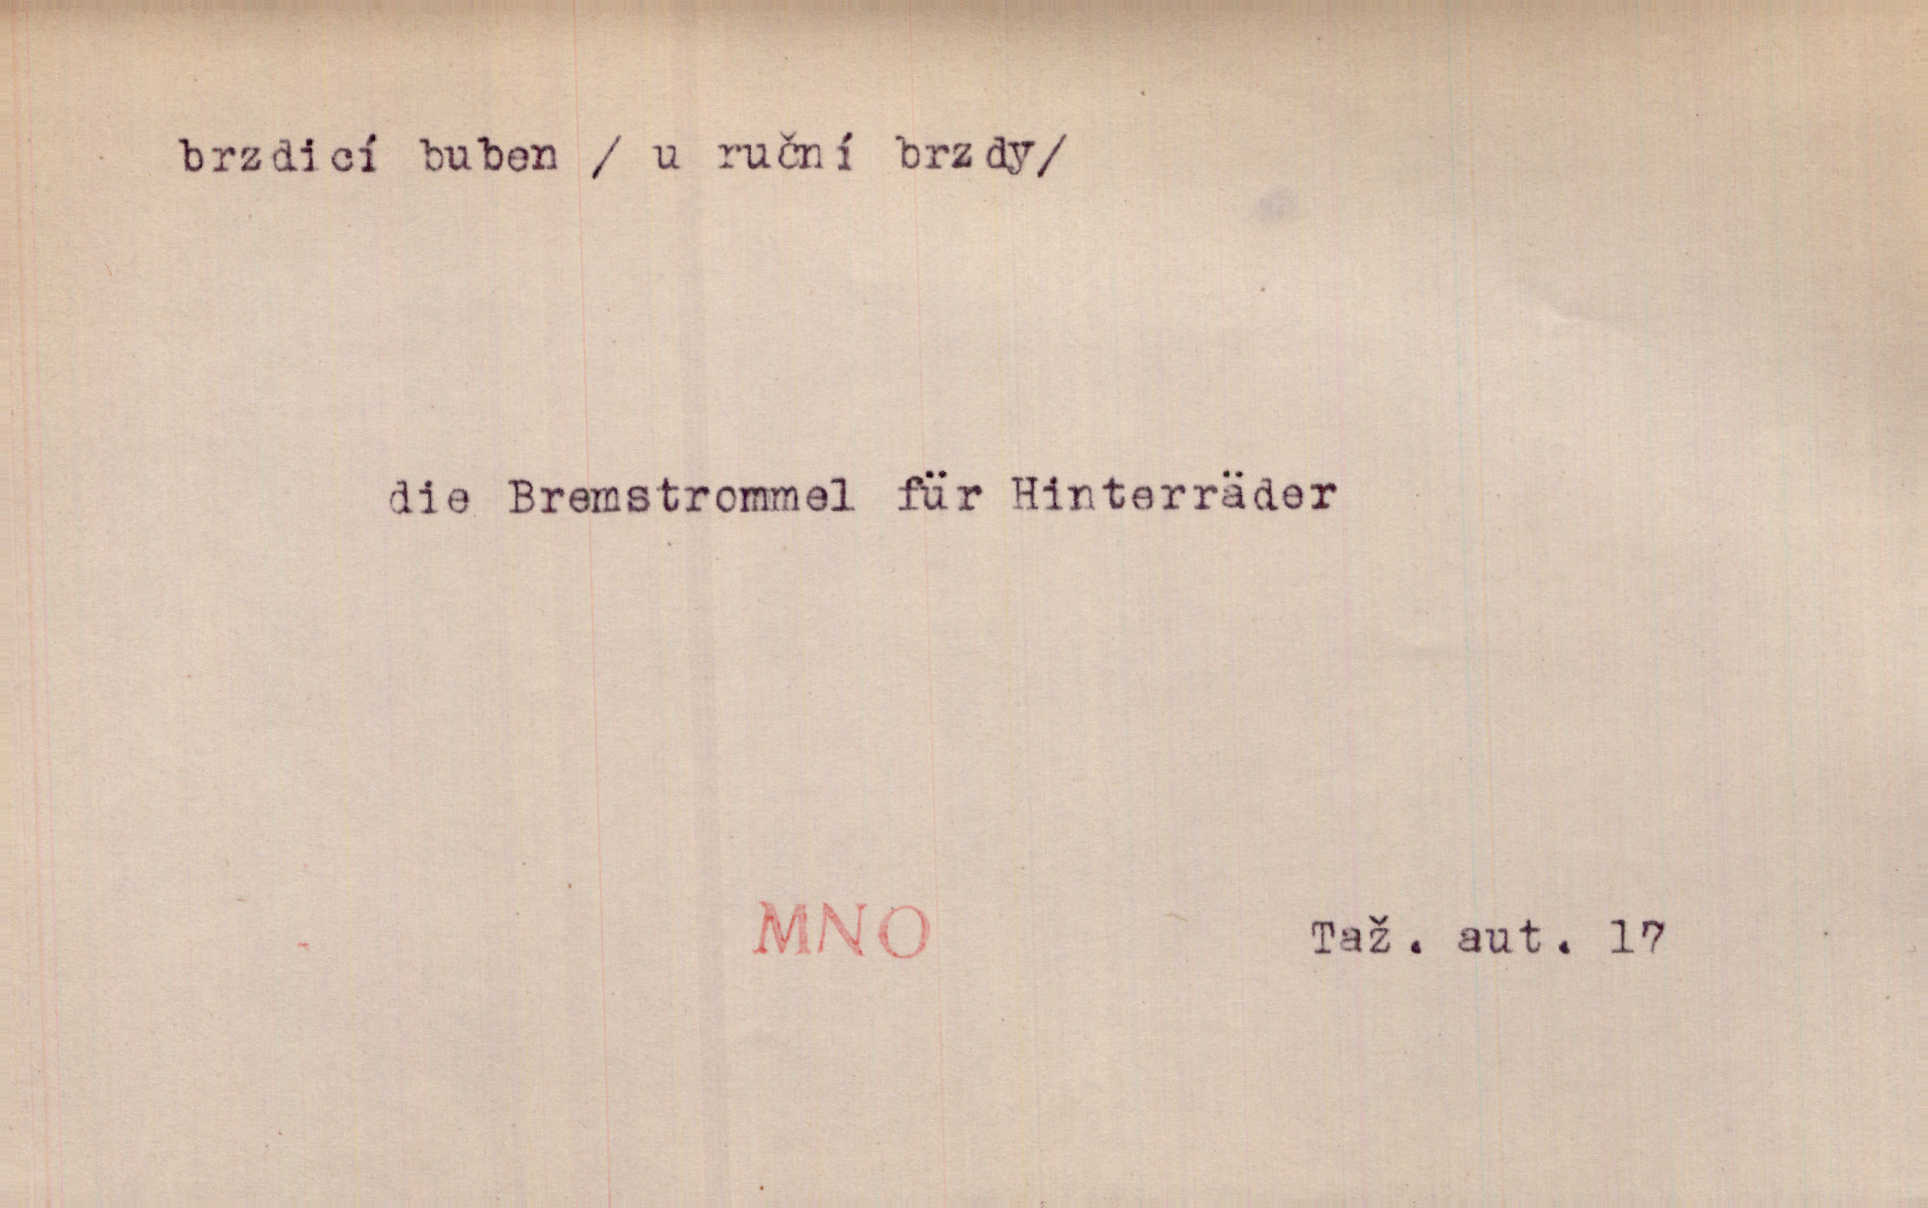 brzdicí buben / u ruční brzdy/
die Bremstrommel für Hinterräder
MNO
Taž. aut. 17